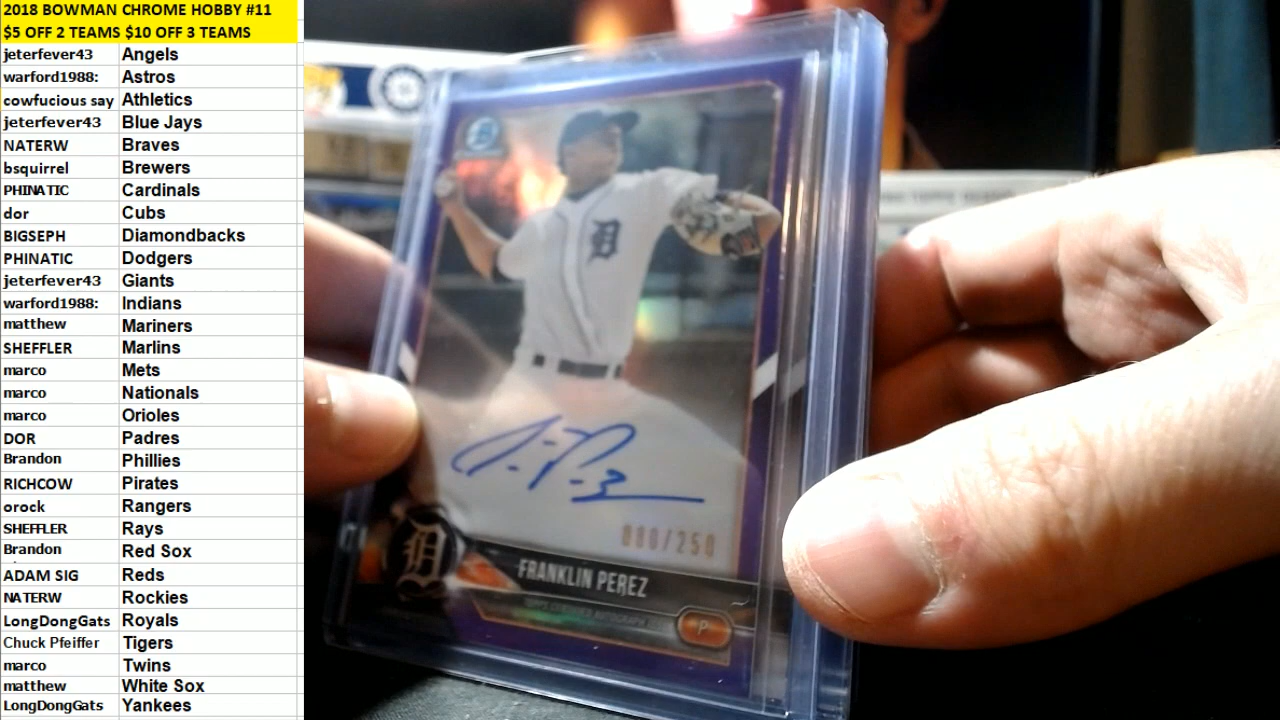 2018 BOWMAN CHROME HOBBY #11
$5 OFF 2 TEAMS $10 OFF 3 TEAMS
jeterfever43 Angels
warford1988: Astros
cowfucious say Athletics
jeterfever43 Blue Jays
NATERW Braves
bsquirrel Brewers
PHINATIC Cardinals
dor Cubs
BIGSEPH Diamondbacks
PHINATIC Dodgers
jeterfever43 Giants
warford1988: Indians
matthew Mariners
SHEFFLER Marlins
marco Mets
marco Nationals
marco Orioles
DOR Padres
Brandon Phillies
RICHCOW Pirates
orock Rangers
SHEFFLER Rays
Brandon Red Sox
ADAM SIG Reds
NATERW Rockies
LongDongGats Royals
Chuck Pfeiffer Tigers
marco Twins
matthew White Sox
LongDongGats Yankees
B
D
/250
D
FRANKLIN PEREZ
P